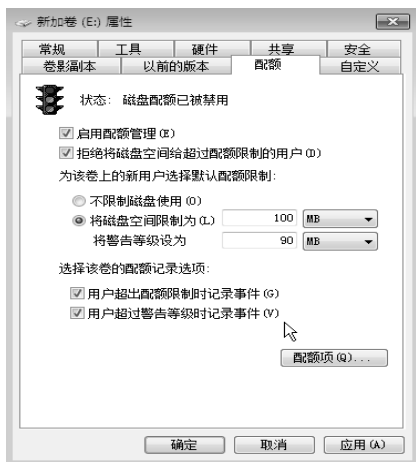 新加卷 (E:) 属性
常规 工具 硬件 共享 安全
卷影副本 以前的版本 配额 自定义
状态: 磁盘配额已被禁用
启用配额管理(E)
拒绝将磁盘空间给超过配额限制的用户(D)
为该卷上的新用户选择默认配额限制:
不限制磁盘使用(O)
将磁盘空间限制为(L) 100 MB
将警告等级设为 90 MB
选择该卷的配额记录选项:
用户超出配额限制时记录事件(G)
用户超过警告等级时记录事件(V)
配额项(Q)...
确定 取消 应用(A)